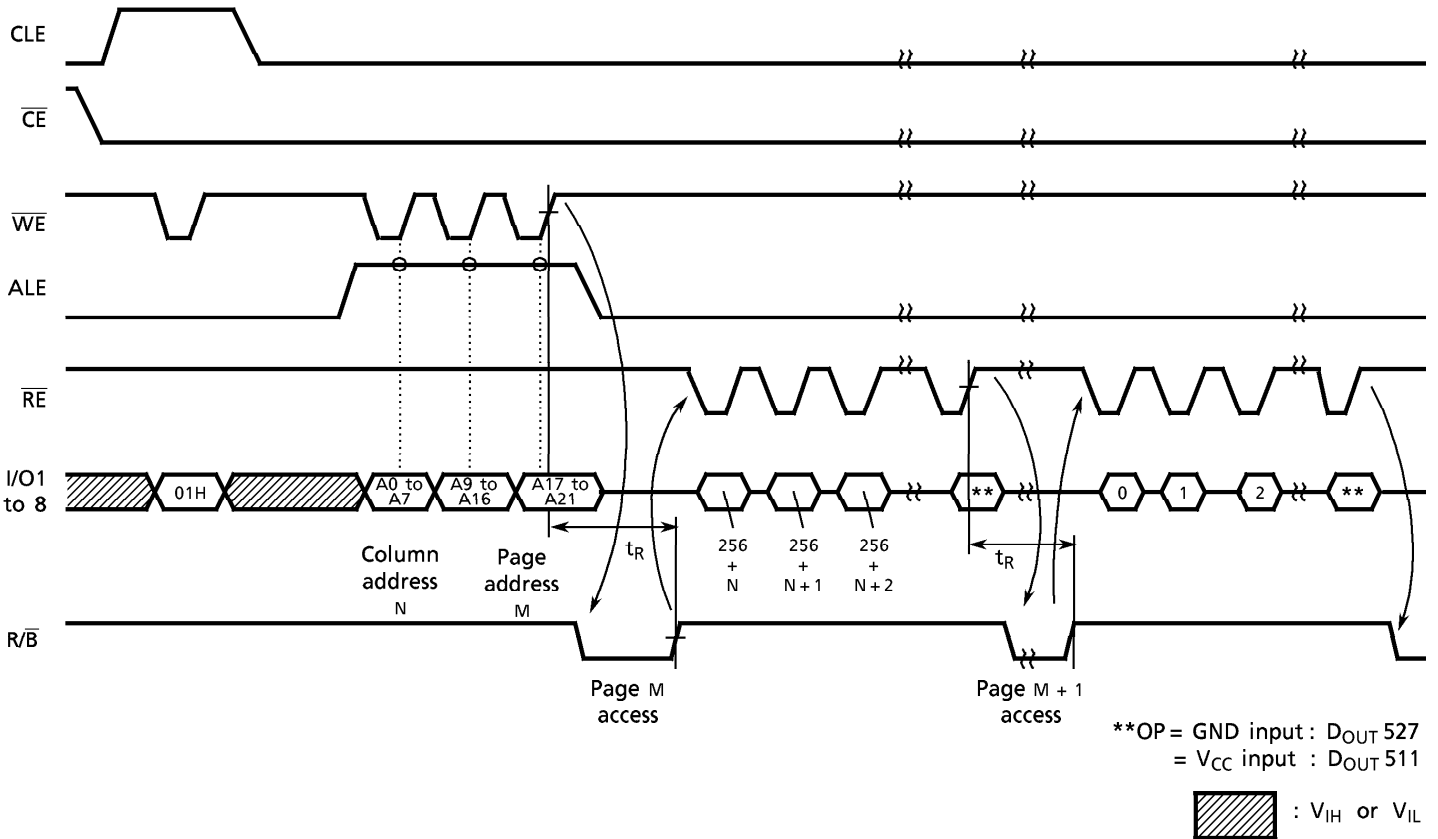 CLE
CE
WE
ALE
RE
I/O1
to 8
01H
A0 to
A7
A9 to
A16
A17 to
A21
**
0
1
2
**
Column
address
N
Page
address
M
tR
256
+
N
256
+
N + 1
256
+
N + 2
tR
R/B
Page M
access
Page M + 1
access
**OP = GND input : DOUT 527
= VCC input : DOUT 511
: VIH or VIL